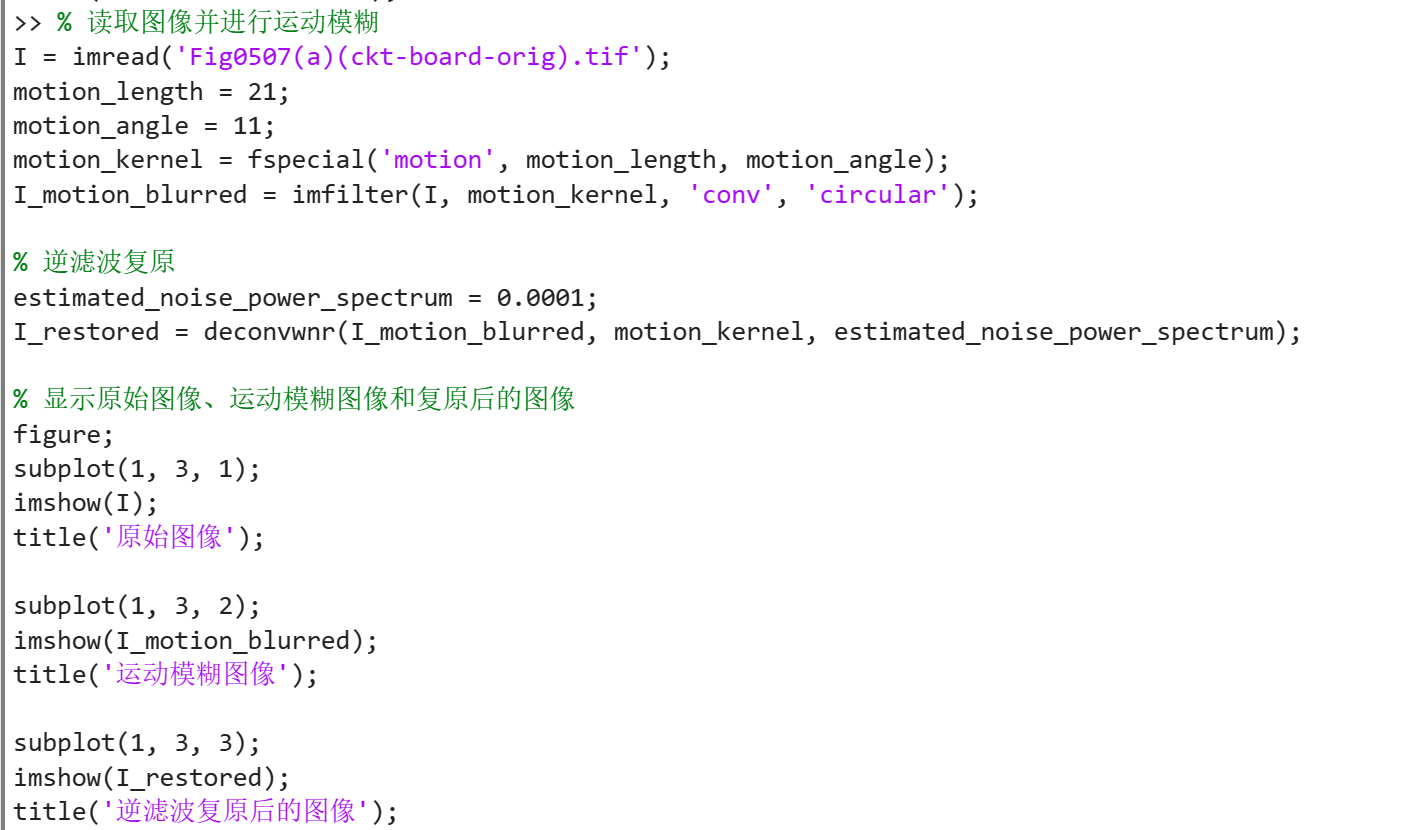 >> % 读取图像并进行运动模糊
I = imread('Fig0507(a)(ckt-board-orig).tif');
motion_length = 21;
motion_angle = 11;
motion_kernel = fspecial('motion', motion_length, motion_angle);
I_motion_blurred = imfilter(I, motion_kernel, 'conv', 'circular');
% 逆滤波复原
estimated_noise_power_spectrum = 0.0001;
I_restored = deconvwnr(I_motion_blurred, motion_kernel, estimated_noise_power_spectrum);
% 显示原始图像、运动模糊图像和复原后的图像
figure;
subplot(1, 3, 1);
imshow(I);
title('原始图像');
subplot(1, 3, 2);
imshow(I_motion_blurred);
title('运动模糊图像');
subplot(1, 3, 3);
imshow(I_restored);
title('逆滤波复原后的图像');